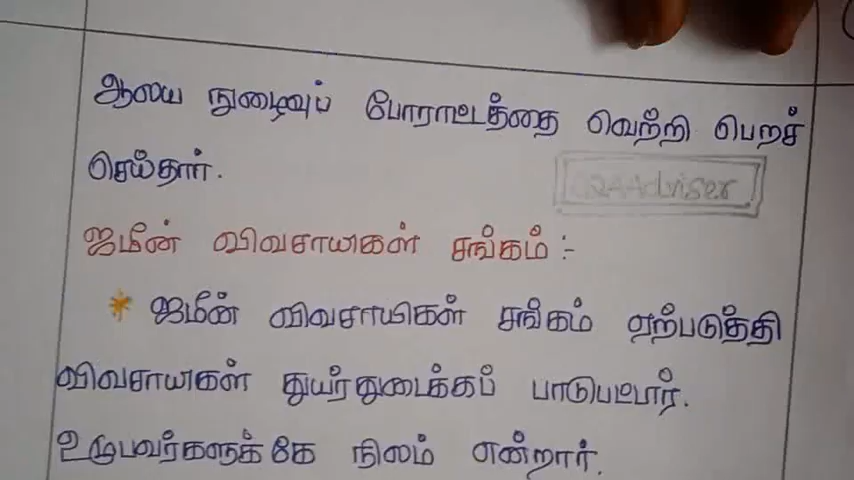 ஆலய நுழைவுப் போராட்டத்தை வெற்றி பெறச்
செய்தார்.
Q2AAdviser
ஜமீன் விவசாயிகள் சங்கம் :-
* ஜமீன் விவசாயிகள் சங்கம் ஏற்படுத்தி
விவசாயிகள் துயர்துடைக்கப் பாடுபட்டார்.
உழுபவர்களுக்கே நிலம் என்றார்.